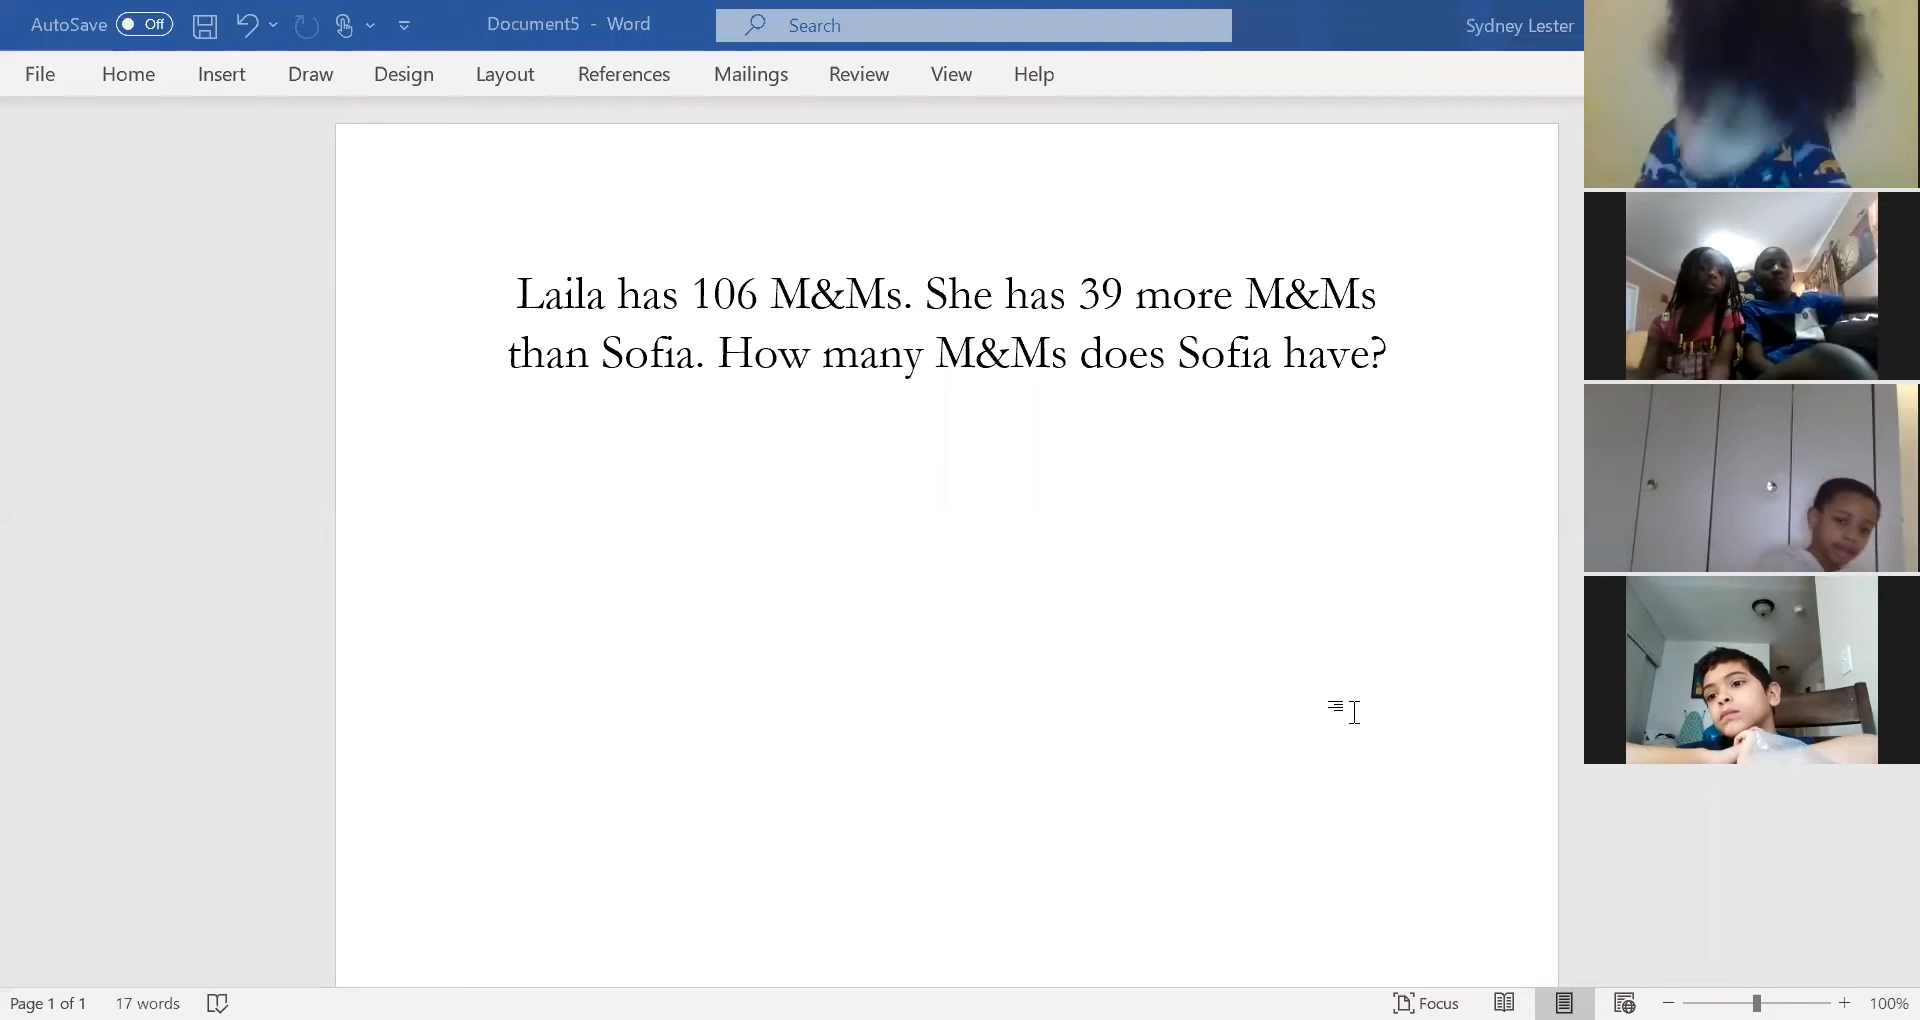 AutoSave Off Document5 - Word Search Sydney Lester
File Home Insert Draw Design Layout References Mailings Review View Help
Laila has 106 M&Ms. She has 39 more M&Ms
than Sofia. How many M&Ms does Sofia have?
Page 1 of 1 17 words Focus 100%